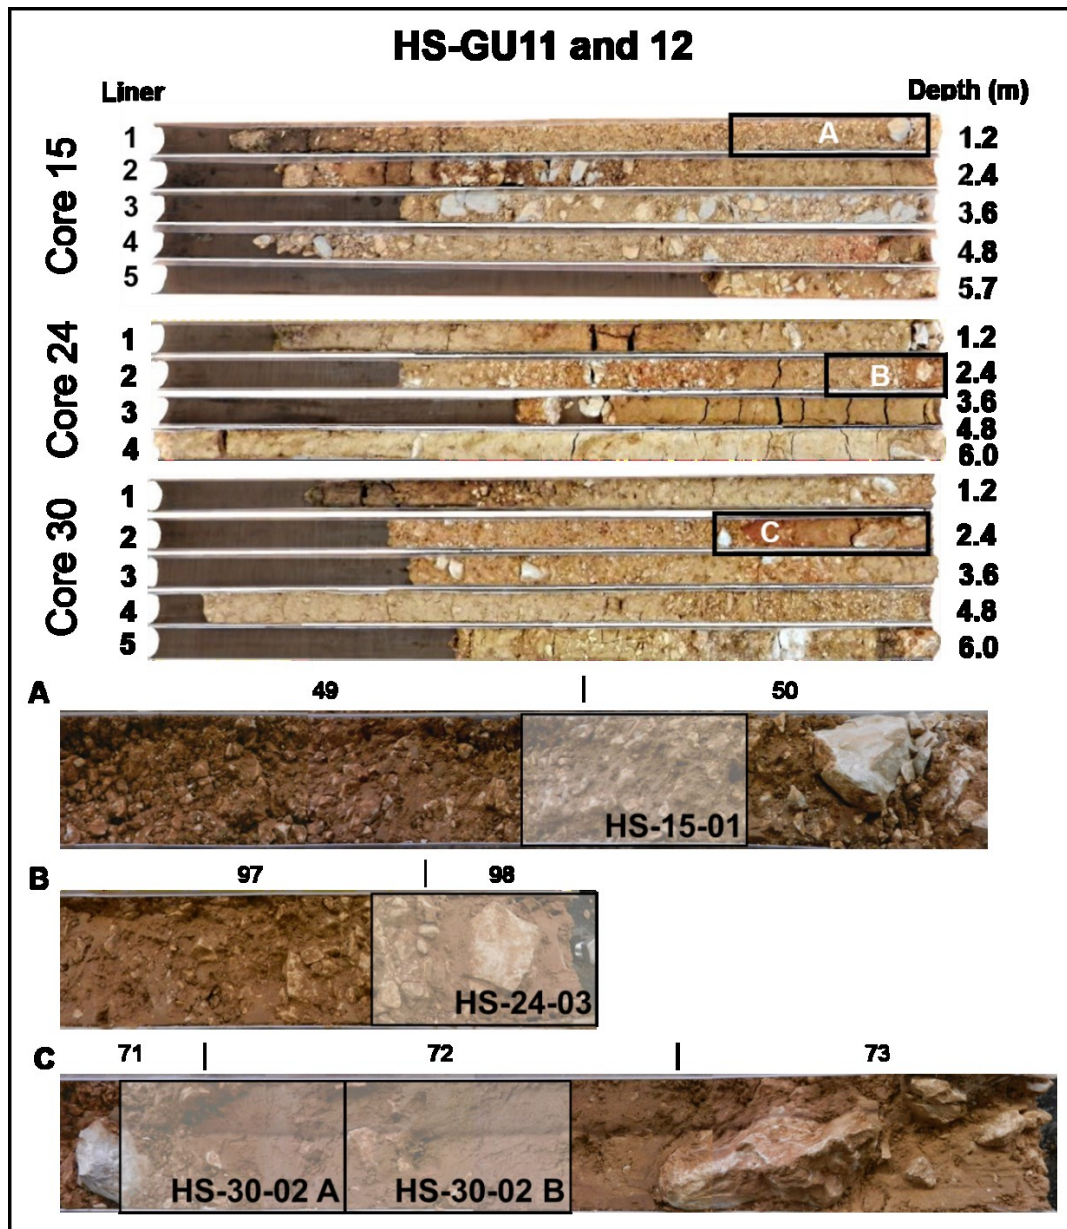 HS-GU11 and 12
Liner Depth (m)
Core 15
1 A 1.2
2 2.4
3 3.6
4 4.8
5 5.7
Core 24
1 1.2
2 B 2.4
3 3.6
4.8
4 6.0
Core 30
1 1.2
2 C 2.4
3 3.6
4 4.8
5 6.0
A 49 | 50
HS-15-01
B 97 | 98
HS-24-03
C 71 | 72 | 73
HS-30-02 A HS-30-02 B